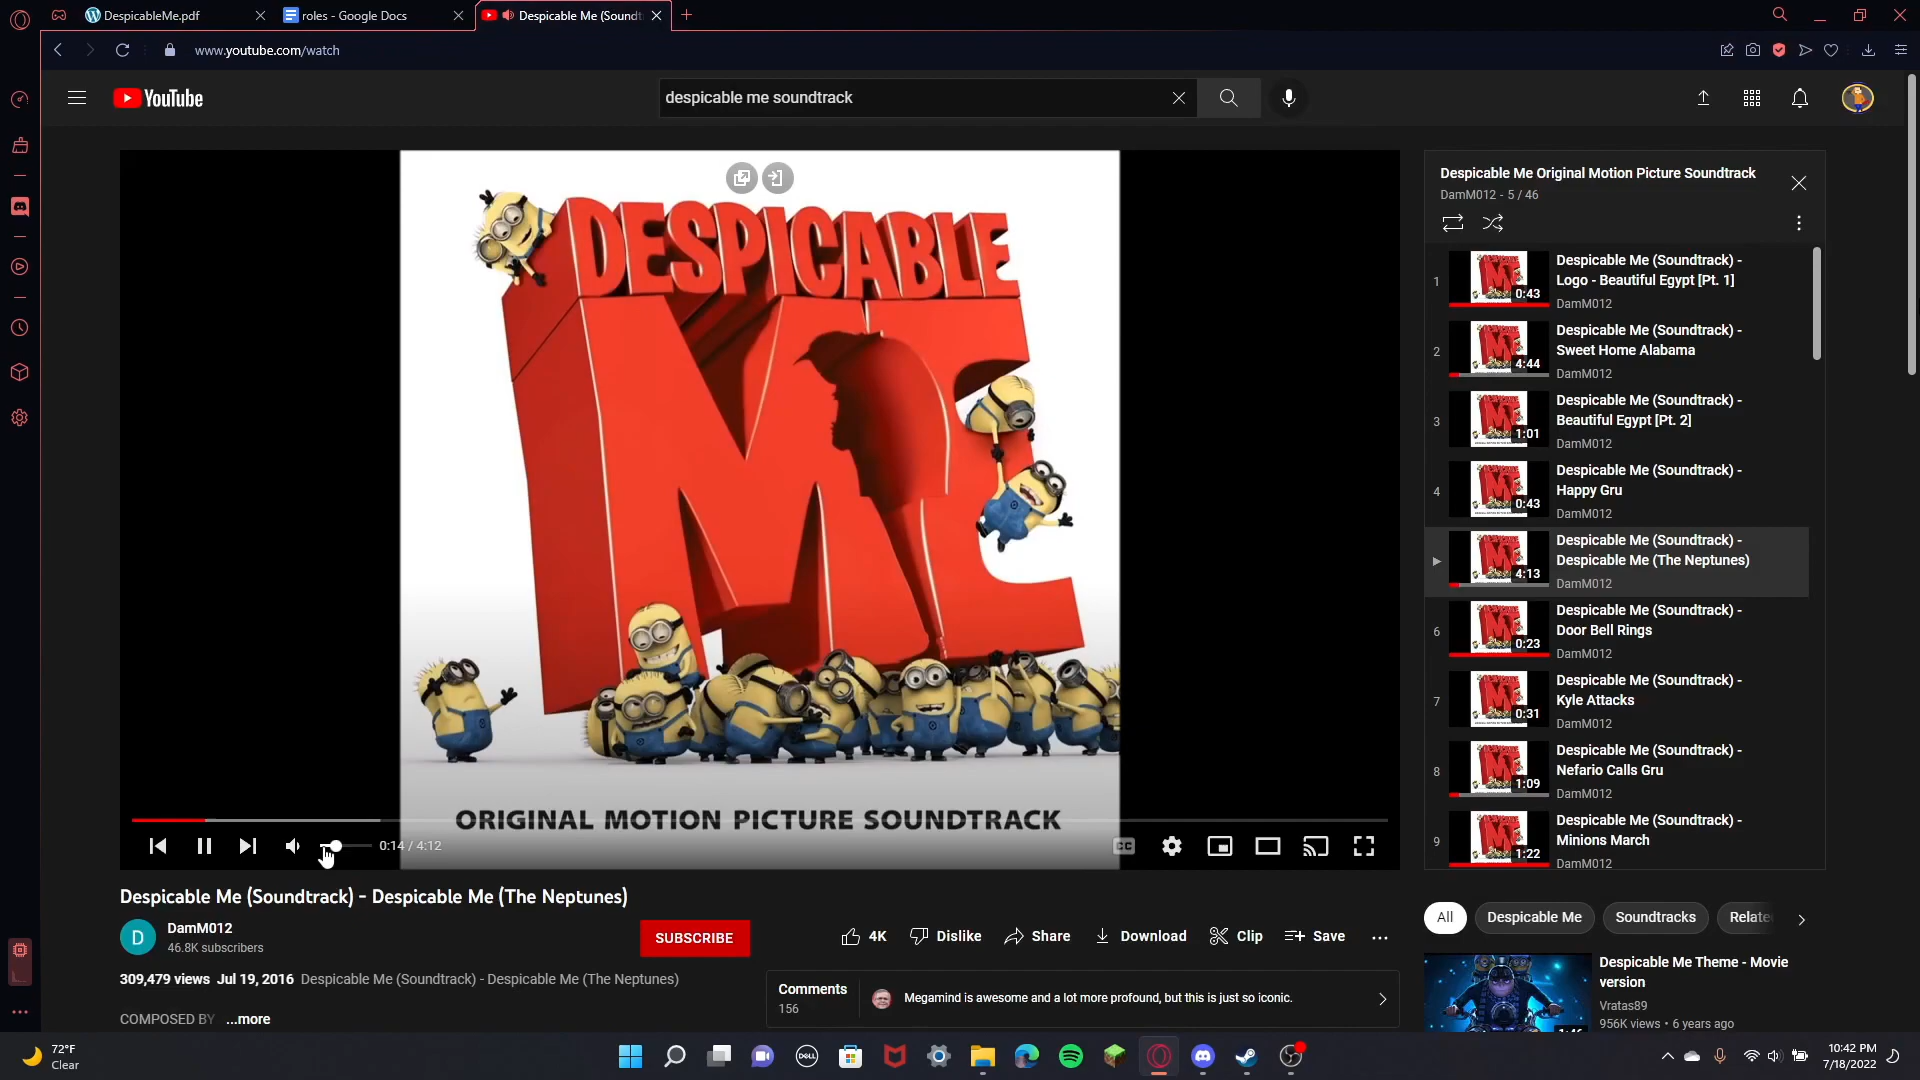 DespicableMe.pdf
roles - Google Docs
Despicable Me (Sound
www.youtube.com/watch
YouTube
despicable me soundtrack
DESPICABLE
ME
ORIGINAL MOTION PICTURE SOUNDTRACK
0:14 / 4:12
CC
Despicable Me (Soundtrack) - Despicable Me (The Neptunes)
D
DamM012
46.8K subscribers
SUBSCRIBE
4K
Dislike
Share
Download
Clip
Save
309,479 views Jul 19, 2016 Despicable Me (Soundtrack) - Despicable Me (The Neptunes)
COMPOSED BY ...more
Comments
156
Megamind is awesome and a lot more profound, but this is just so iconic.
Despicable Me Original Motion Picture Soundtrack
DamM012 - 5 / 46
1
0:43
Despicable Me (Soundtrack) -
Logo - Beautiful Egypt [Pt. 1]
DamM012
2
4:44
Despicable Me (Soundtrack) -
Sweet Home Alabama
DamM012
3
1:01
Despicable Me (Soundtrack) -
Beautiful Egypt [Pt. 2]
DamM012
4
0:43
Despicable Me (Soundtrack) -
Happy Gru
DamM012
4:13
Despicable Me (Soundtrack) -
Despicable Me (The Neptunes)
DamM012
6
0:23
Despicable Me (Soundtrack) -
Door Bell Rings
DamM012
7
0:31
Despicable Me (Soundtrack) -
Kyle Attacks
DamM012
8
1:09
Despicable Me (Soundtrack) -
Nefario Calls Gru
DamM012
9
1:22
Despicable Me (Soundtrack) -
Minions March
DamM012
All
Despicable Me
Soundtracks
Relate
Despicable Me Theme - Movie
version
Vratas89
956K views • 6 years ago
72°F
Clear
DELL
10:42 PM
7/18/2022